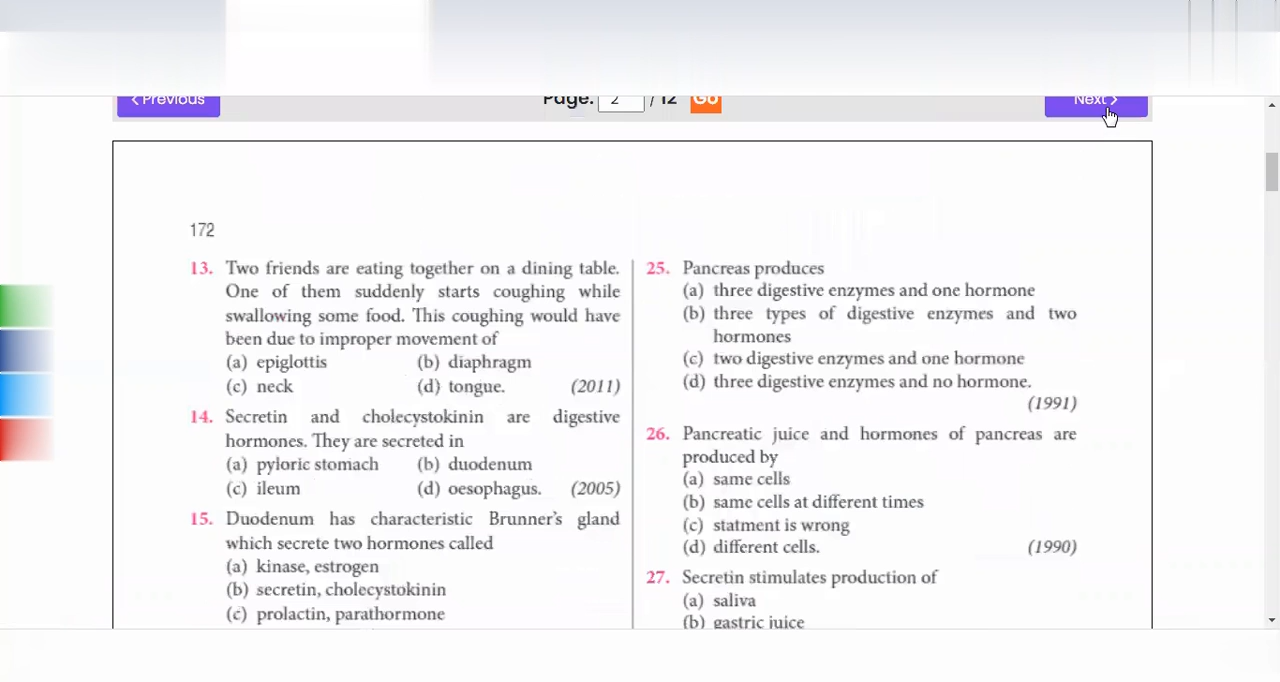 Previous
Page: 2 / 12 Go
Next
172
13. Two friends are eating together on a dining table.
One of them suddenly starts coughing while
swallowing some food. This coughing would have
been due to improper movement of
(a) epiglottis (b) diaphragm
(c) neck (d) tongue. (2011)
14. Secretin and cholecystokinin are digestive
hormones. They are secreted in
(a) pyloric stomach (b) duodenum
(c) ileum (d) oesophagus. (2005)
15. Duodenum has characteristic Brunner's gland
which secrete two hormones called
(a) kinase, estrogen
(b) secretin, cholecystokinin
(c) prolactin, parathormone
25. Pancreas produces
(a) three digestive enzymes and one hormone
(b) three types of digestive enzymes and two
hormones
(c) two digestive enzymes and one hormone
(d) three digestive enzymes and no hormone.
(1991)
26. Pancreatic juice and hormones of pancreas are
produced by
(a) same cells
(b) same cells at different times
(c) statment is wrong
(d) different cells. (1990)
27. Secretin stimulates production of
(a) saliva
(b) gastric juice